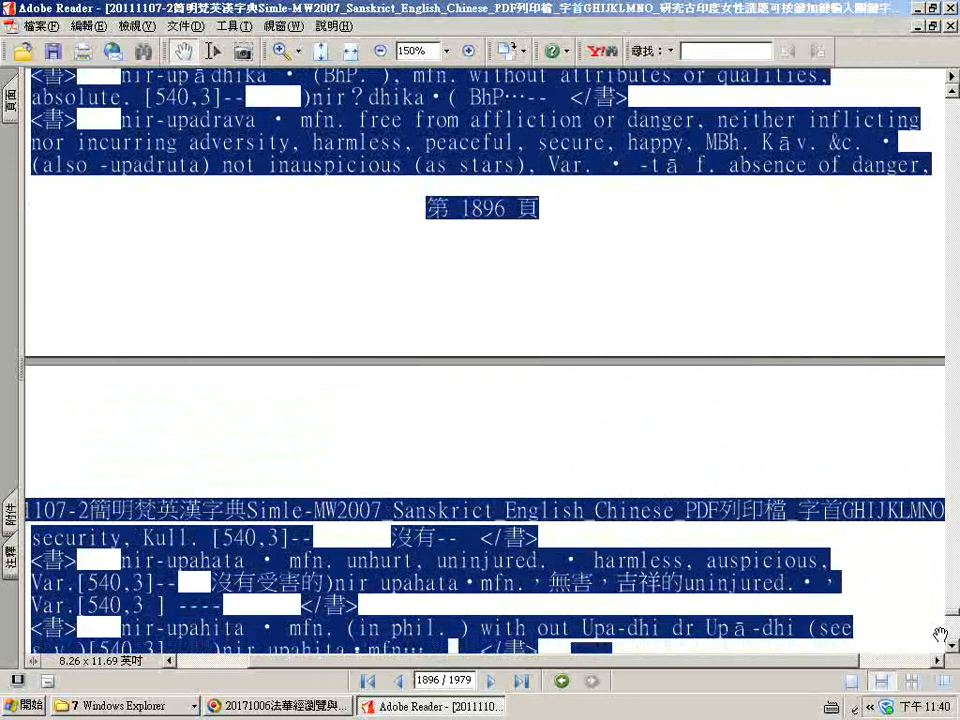 Adobe Reader - [20111107-2簡明梵英漢字典Simle-MW2007_Sanskrict_English_Chinese_PDF列印檔_字首GHIJKLMNO_研究古印度女性議題可按
檔案(F) 編輯(E) 檢視(V) 文件(D) 工具(T) 視窗(W) 說明(H)
150% Y! 尋找:
頁面
<書> nir-upādhika · (BhP. ), mfn. without attributes or qualities,
absolute. [540,3]-- )nir？dhika·( BhP…-- </書>
<書> nir-upadrava · mfn. free from affliction or danger, neither inflicting
nor incurring adversity, harmless, peaceful, secure, happy, MBh. Kāv. &c. ·
(also -upadruta) not inauspicious (as stars), Var. · -tā f. absence of danger,
第 1896 頁
1107-2簡明梵英漢字典Simle-MW2007_Sanskrict_English_Chinese_PDF列印檔_字首GHIJKLMNO
附件
security, Kull. [540,3]-- 沒有-- </書>
注釋
<書> nir-upahata · mfn. unhurt, uninjured. · harmless, auspicious,
Var.[540,3]-- 沒有受害的)nir upahata·mfn.，無害，吉祥的uninjured.·，
Var.[540,3 ] ---- </書>
<書> nir-upahita · mfn. (in phil. ) with out Upa-dhi dr Upā-dhi (see
s.v.)[540,3]-- )nir upahita·mfn… </書>
8.26 x 11.69 英吋
1896 / 1979
開始 7 Windows Explorer 20171006法華經瀏覽與... Adobe Reader - [2011110... 下午 11:40